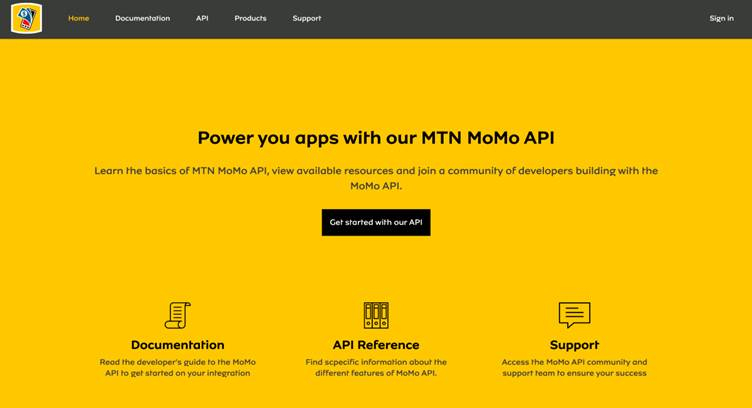 Home Documentation API Products Support Sign in
Power you apps with our MTN MoMo API
Learn the basics of MTN MoMo API, view available resources and join a community of developers building with the
MoMo API.
Get started with our API
Documentation
Read the developer's guide to the MoMo
API to get started on your integration
API Reference
Find scpecific information about the
different features of MoMo API.
Support
Access the MoMo API community and
support team to ensure your success